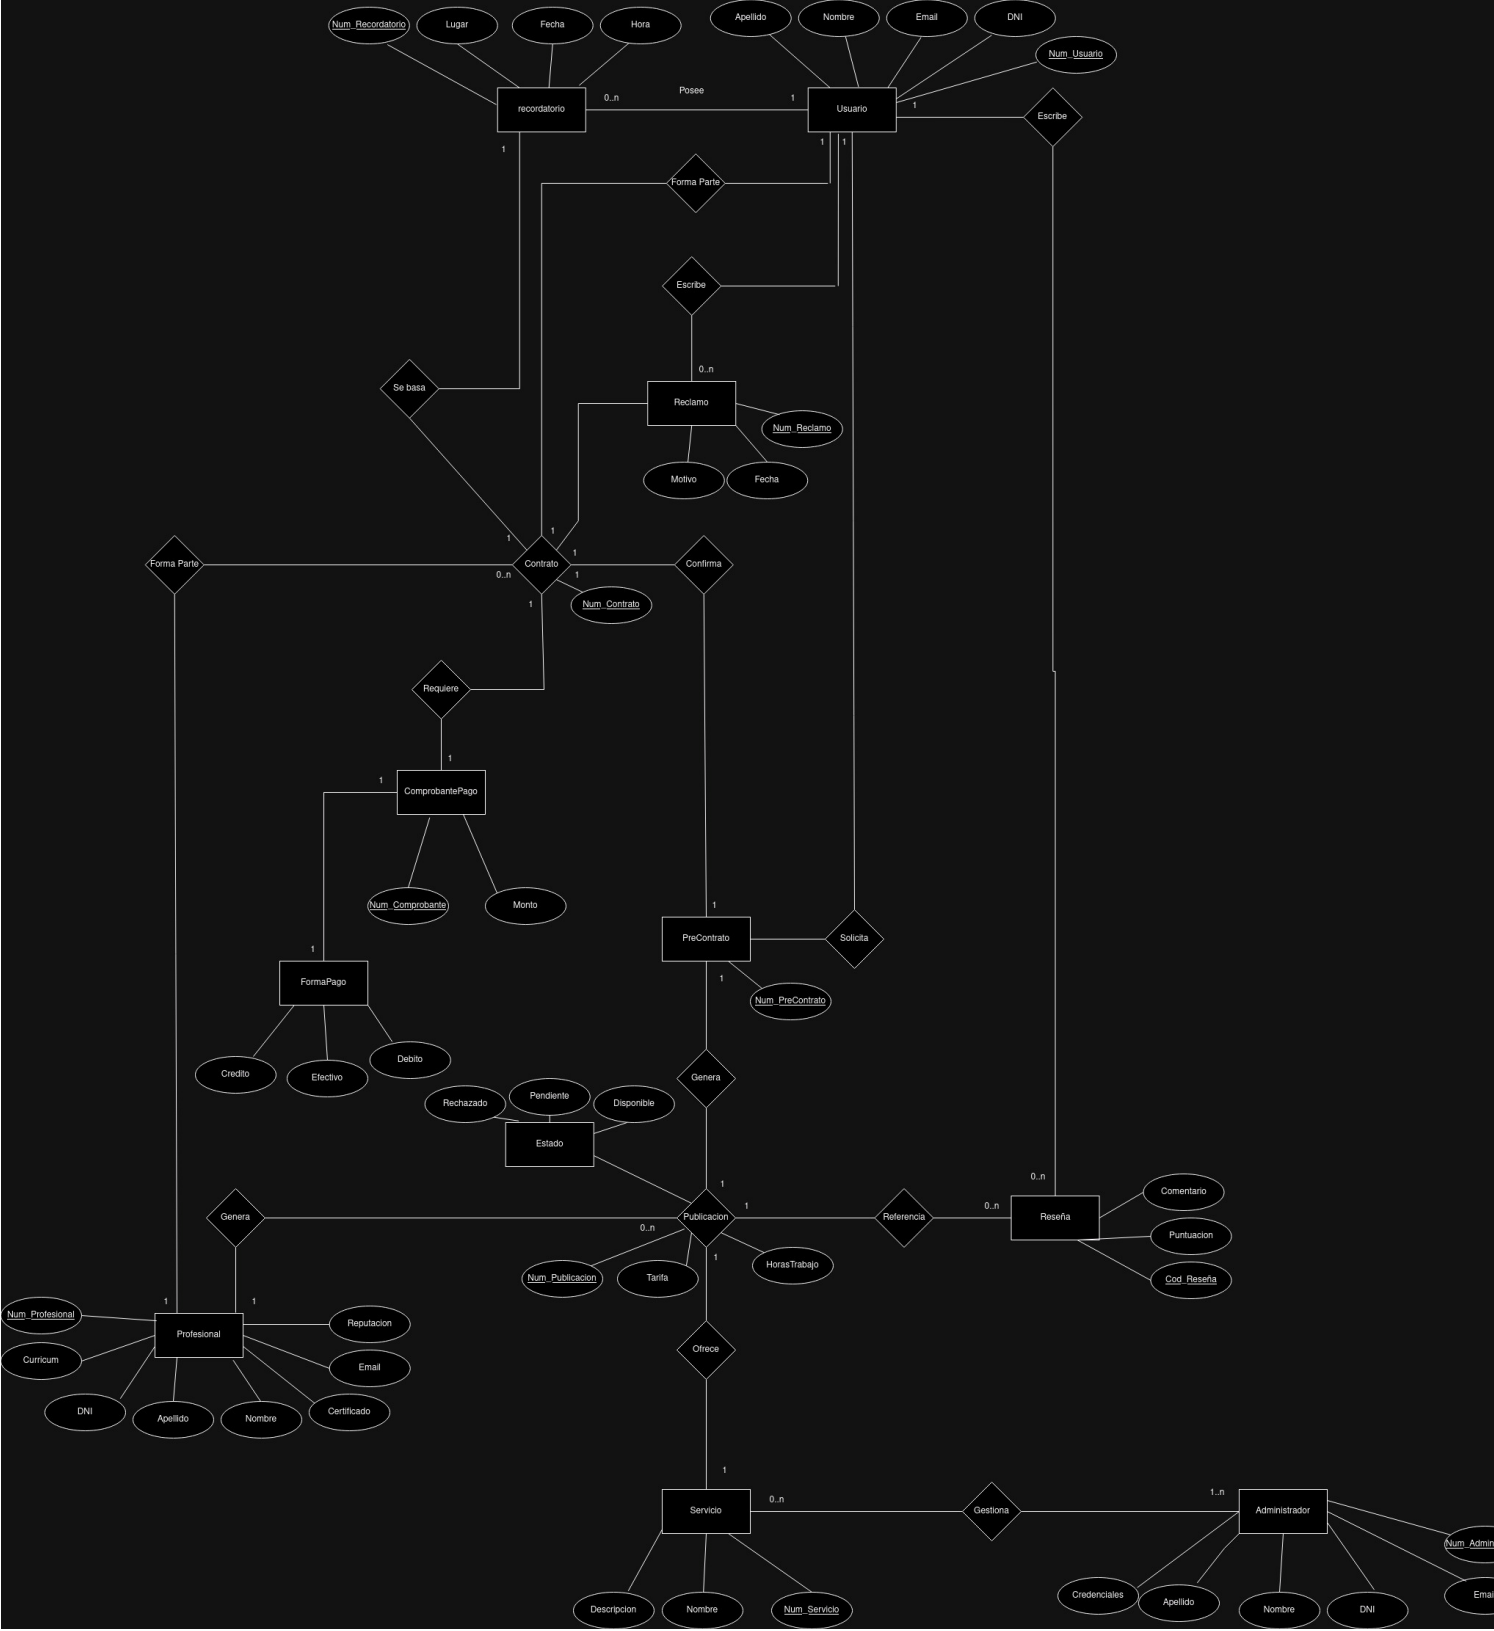 Num_Recordatorio
Lugar
Fecha
Hora
Apellido
Nombre
Email
DNI
Num_Usuario
Posee
0..n
1
recordatorio
Usuario
1
Escribe
1
1
1
Forma Parte
Escribe
0..n
Se basa
Reclamo
Num_Reclamo
Motivo
Fecha
1
1
1
Forma Parte
Contrato
Confirma
0..n
1
1
Num_Contrato
Requiere
1
1
ComprobantePago
Num_Comprobante
Monto
1
PreContrato
Solicita
1
1
FormaPago
Num_PreContrato
Credito
Efectivo
Debito
Genera
Rechazado
Pendiente
Disponible
Estado
1
0..n
Comentario
Genera
Publicacion
1
Referencia
0..n
Reseña
0..n
Puntuacion
1
HorasTrabajo
Num_Publicacion
Tarifa
Cod_Reseña
1
1
Num_Profesional
Reputacion
Profesional
Ofrece
Curricum
Email
DNI
Apellido
Nombre
Certificado
1
0..n
1..n
Servicio
Gestiona
Administrador
Num_Admin
Credenciales
Apellido
Emai
Descripcion
Nombre
Num_Servicio
Nombre
DNI